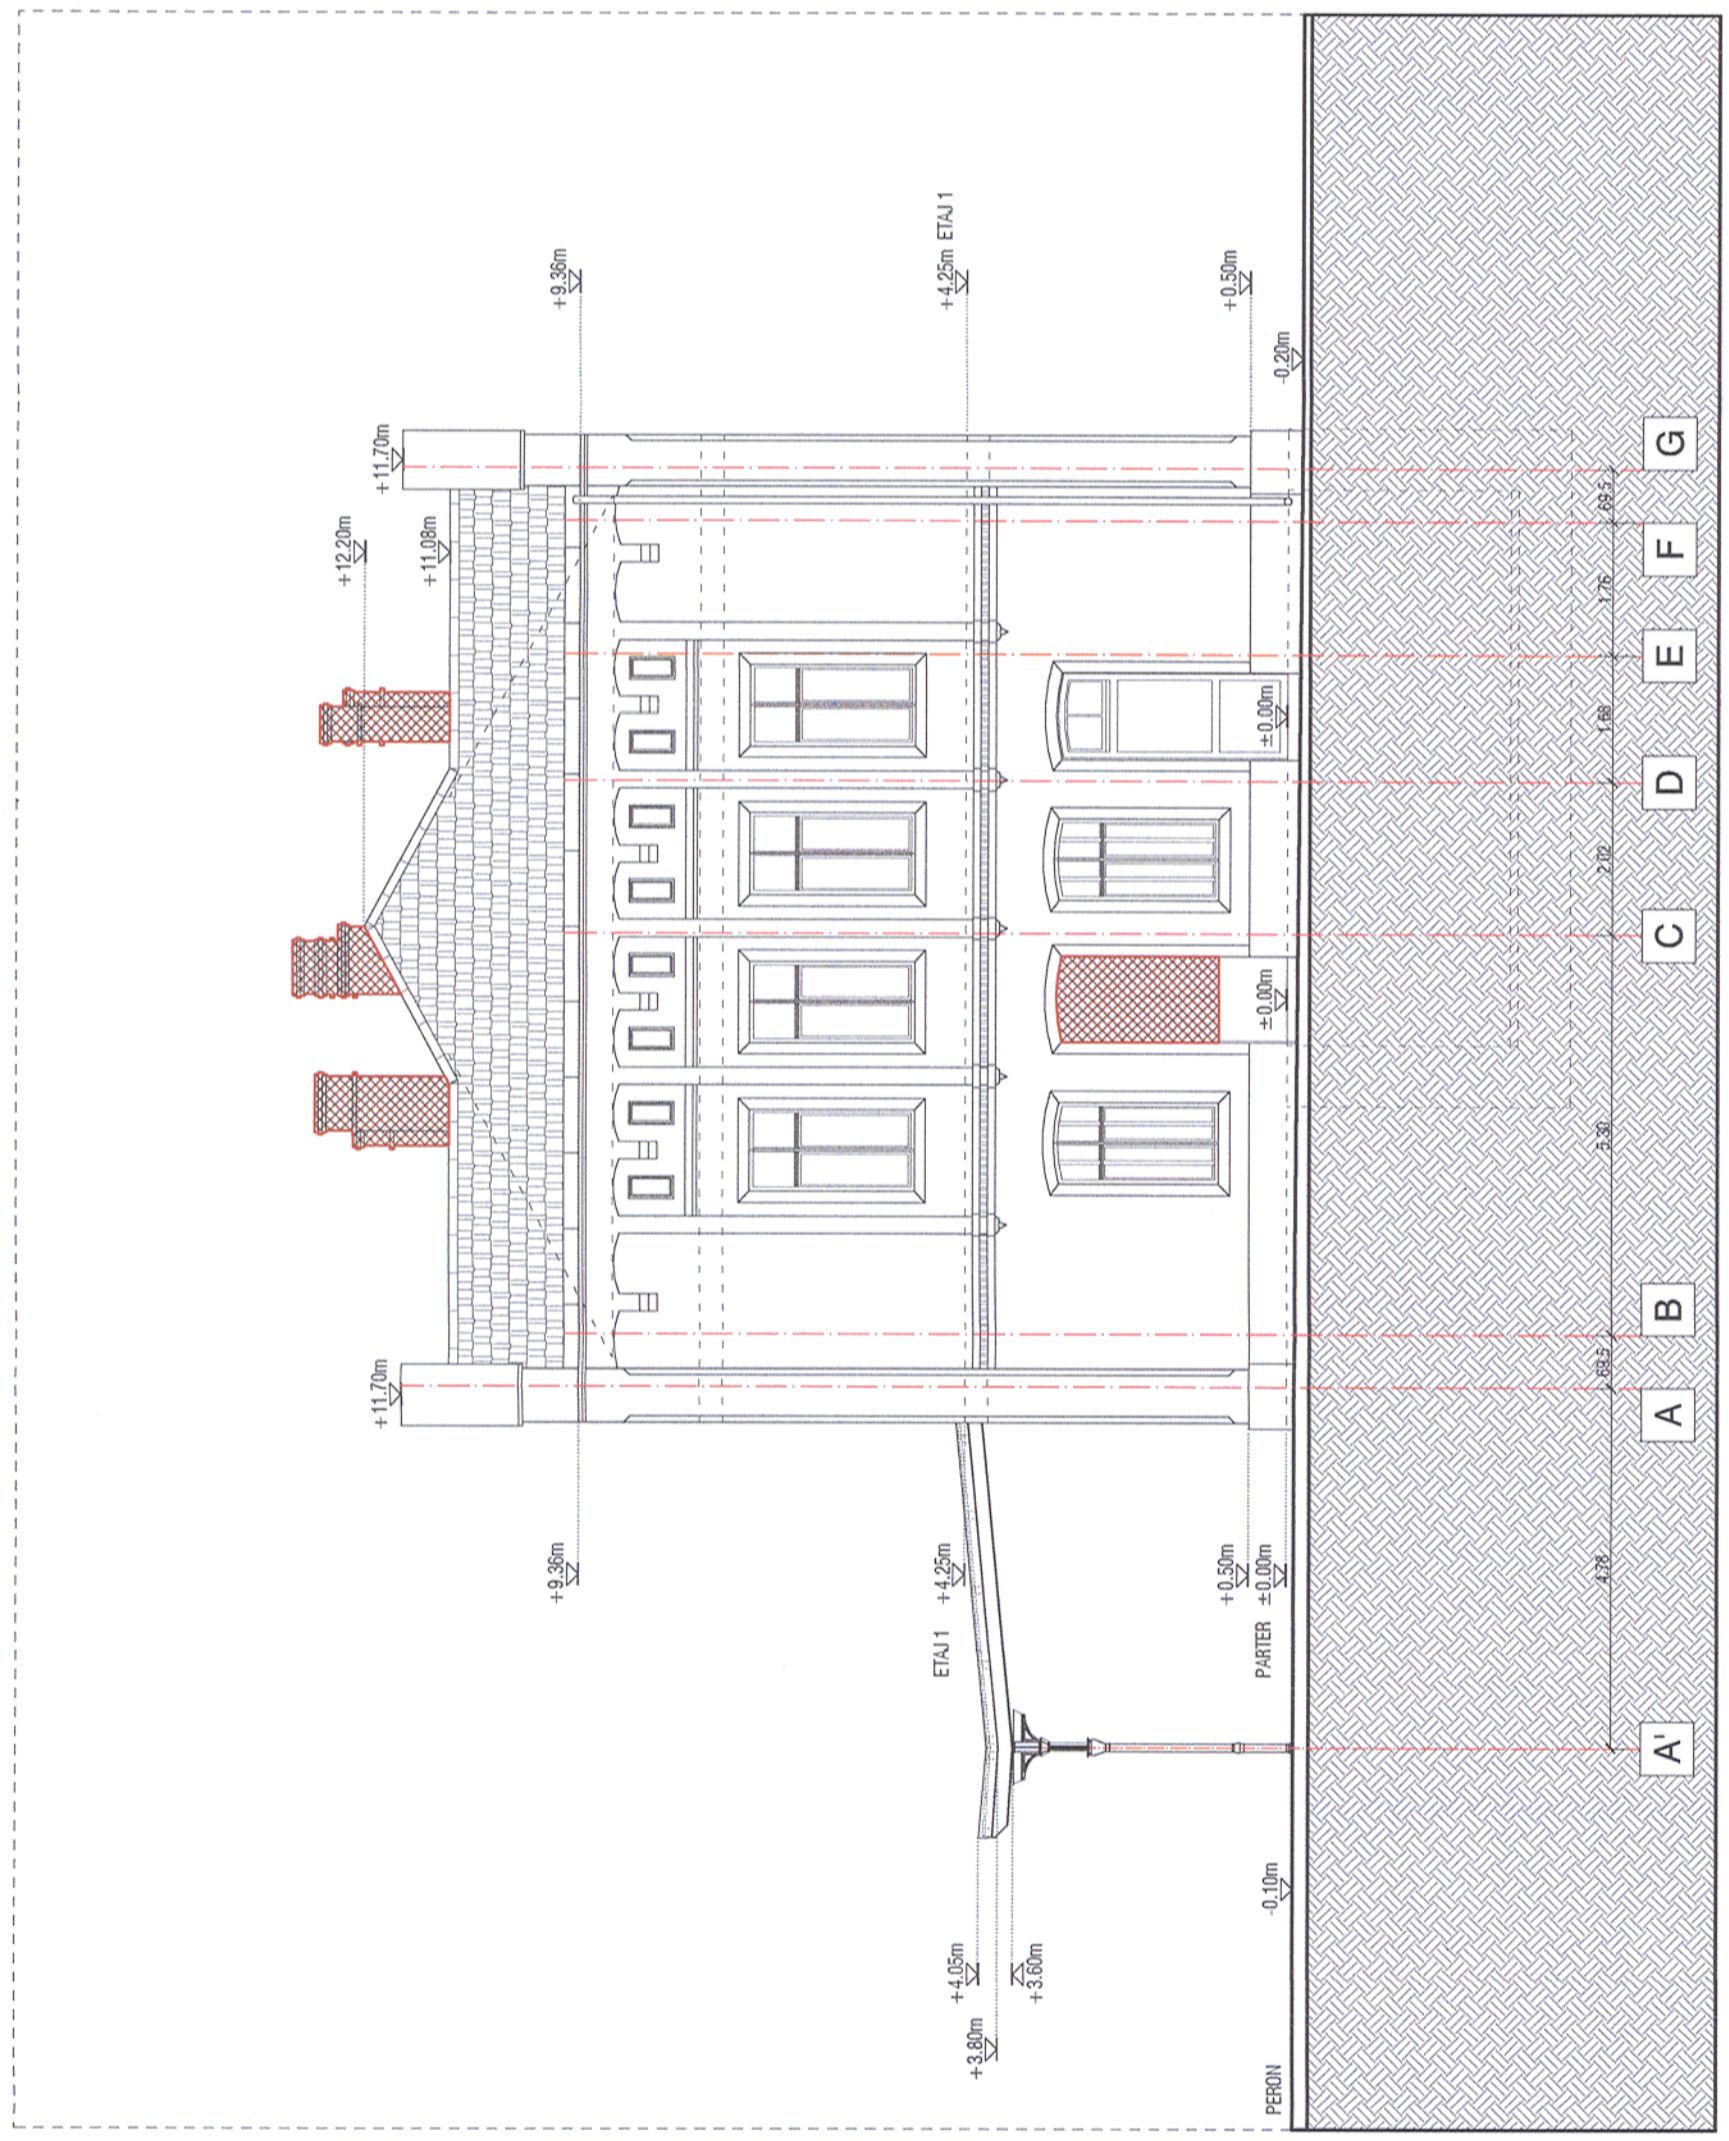 +12.20m
+11.70m
+11.70m
+11.08m
+9.36m
+9.36m
ETAJ 1 +4.25m
+4.25m ETAJ 1
+4.05m
+3.80m
+3.60m
+0.50m
+0.50m
PARTER ±0.00m
±0.00m
±0.00m
PERON
-0.10m
-0.20m
4.78
69.5
5.30
2.02
1.68
1.76
69.5
A'
A
B
C
D
E
F
G